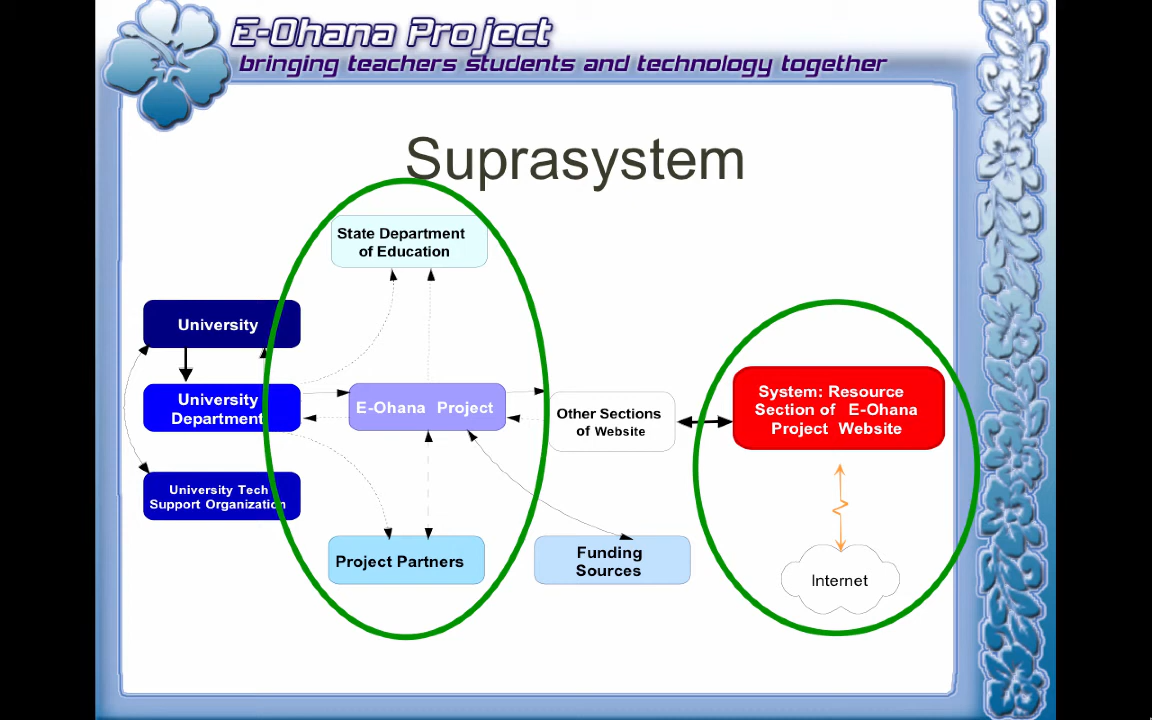 E-Ohana Project
bringing teachers students and technology together
Suprasystem
State Department
of Education
University
University
Department
E-Ohana Project
Other Sections
of Website
System: Resource
Section of E-Ohana
Project Website
University Tech
Support Organization
Project Partners
Funding
Sources
Internet